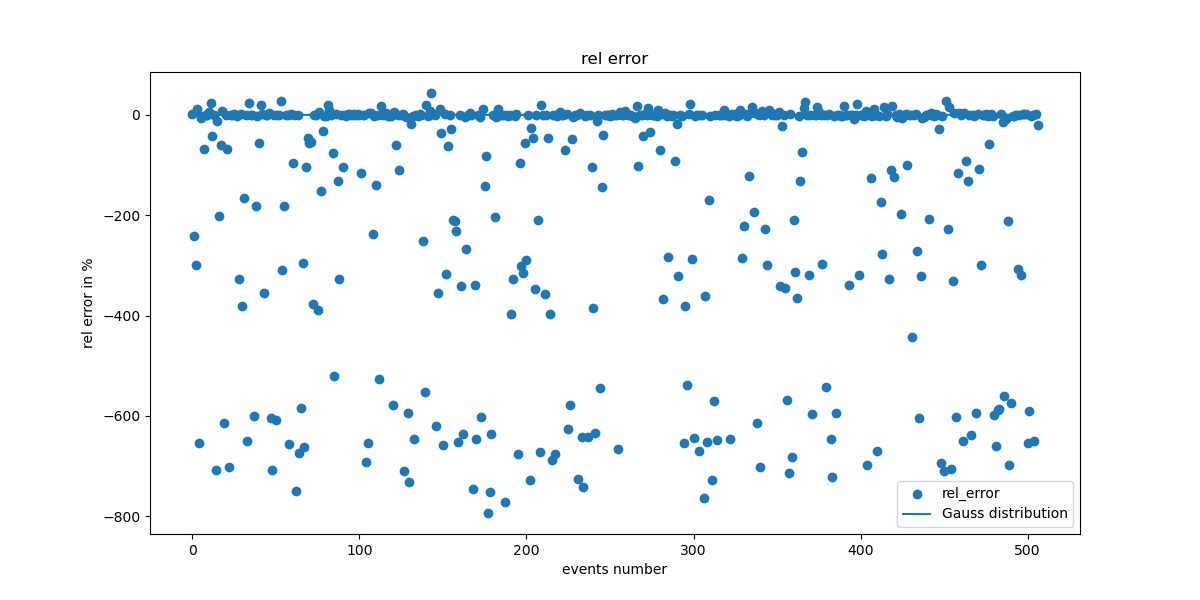 rel error
0
−200
−400
−600
−800
rel error in %
0
100
200
300
400
500
events number
rel_error
Gauss distribution